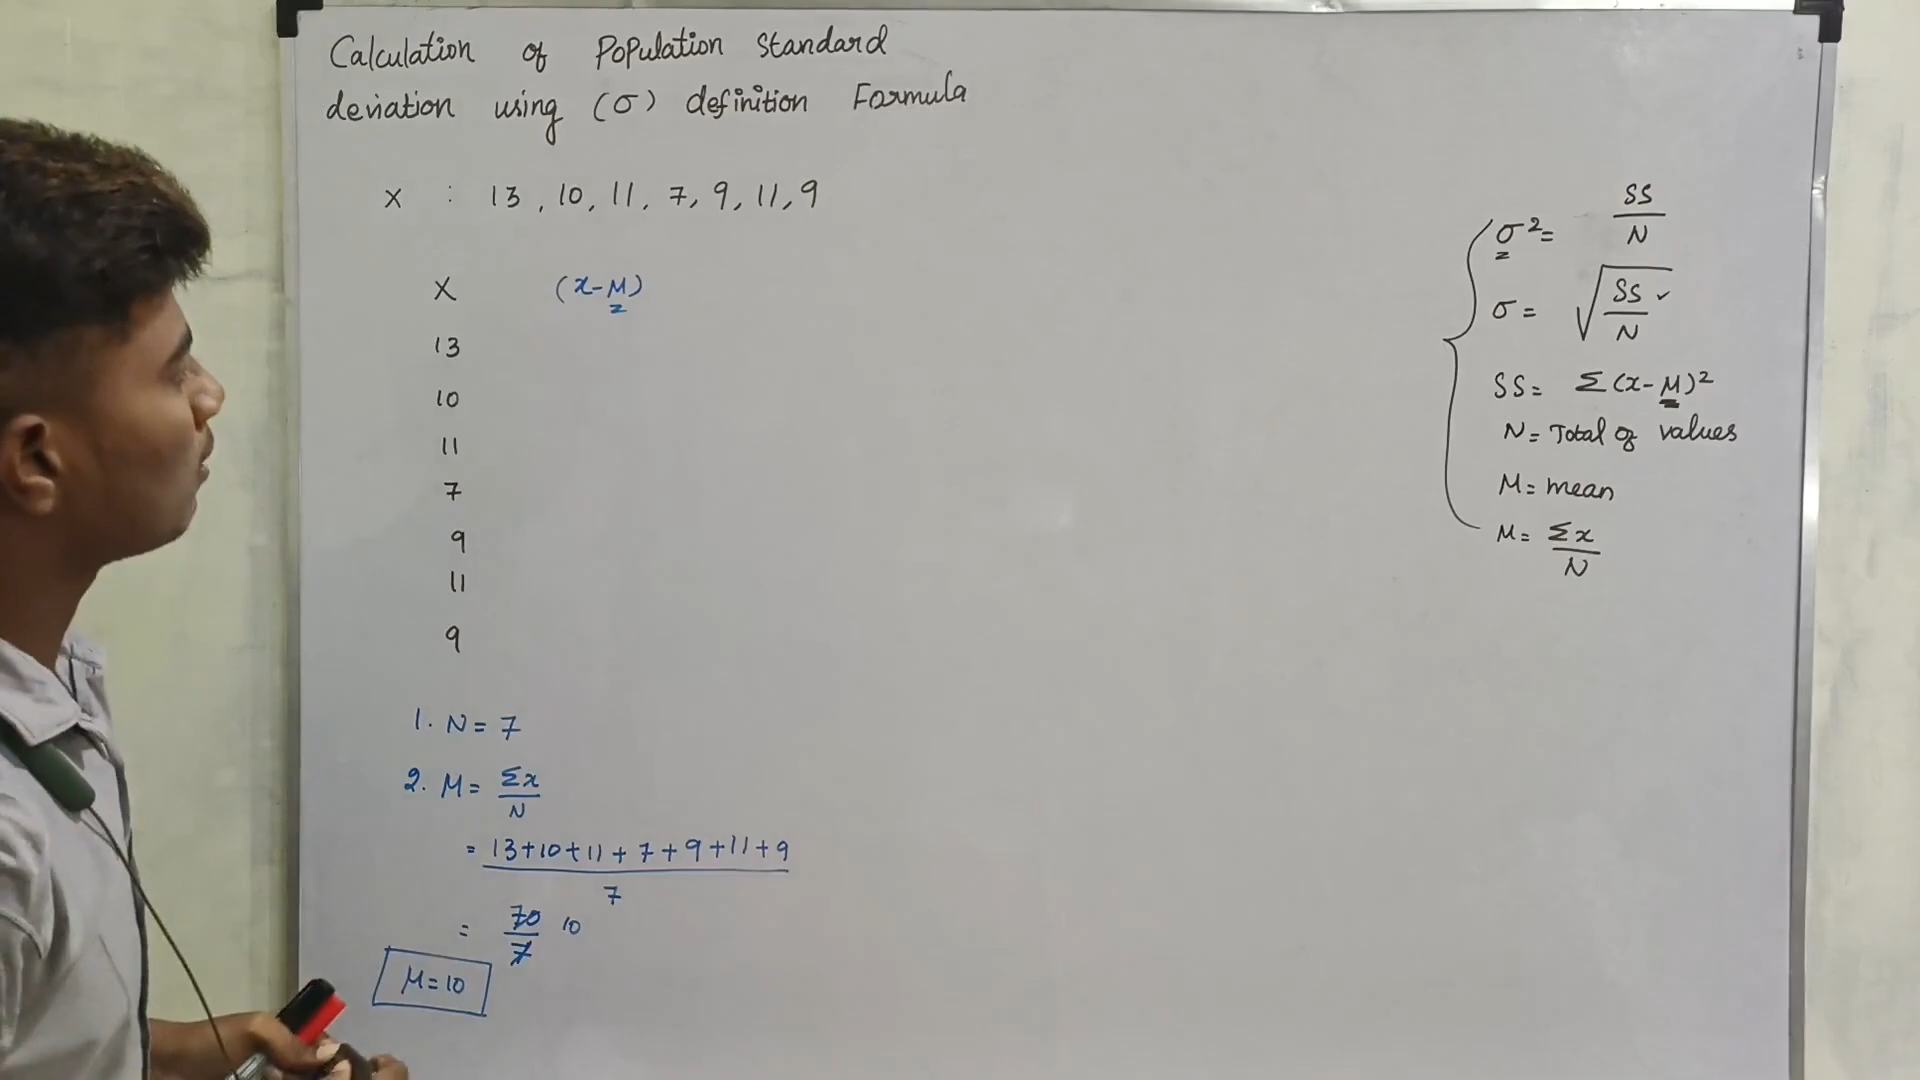 Calculation of Population Standard
deviation using (σ) definition Formula
X : 13, 10, 11, 7, 9, 11, 9
X (x-M)
13
10
11
7
9
11
9
1. N = 7
2. M = Σx/N
= 13+10+11+7+9+11+9/7
= 70/7 10
M = 10
σ² = SS/N
σ = √SS/N ✓
SS = Σ(x-M)²
N = Total of values
M = mean
M = Σx/N